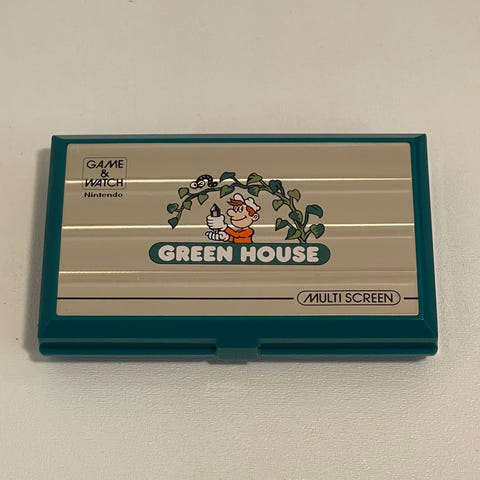 GAME
&
WATCH
Nintendo
GREEN HOUSE
MULTI SCREEN